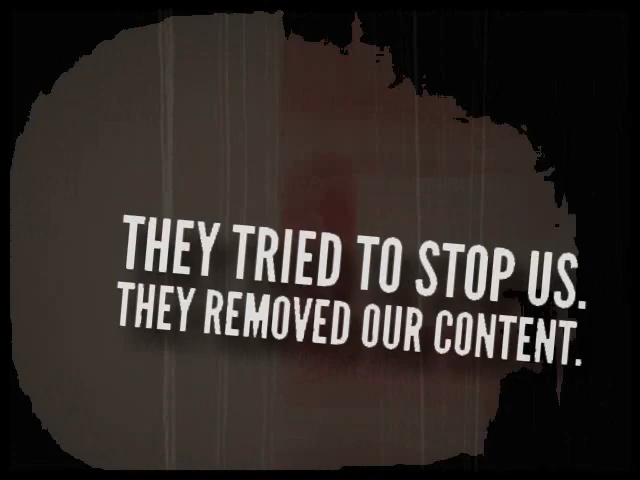 THEY TRIED TO STOP US.
THEY REMOVED OUR CONTENT.